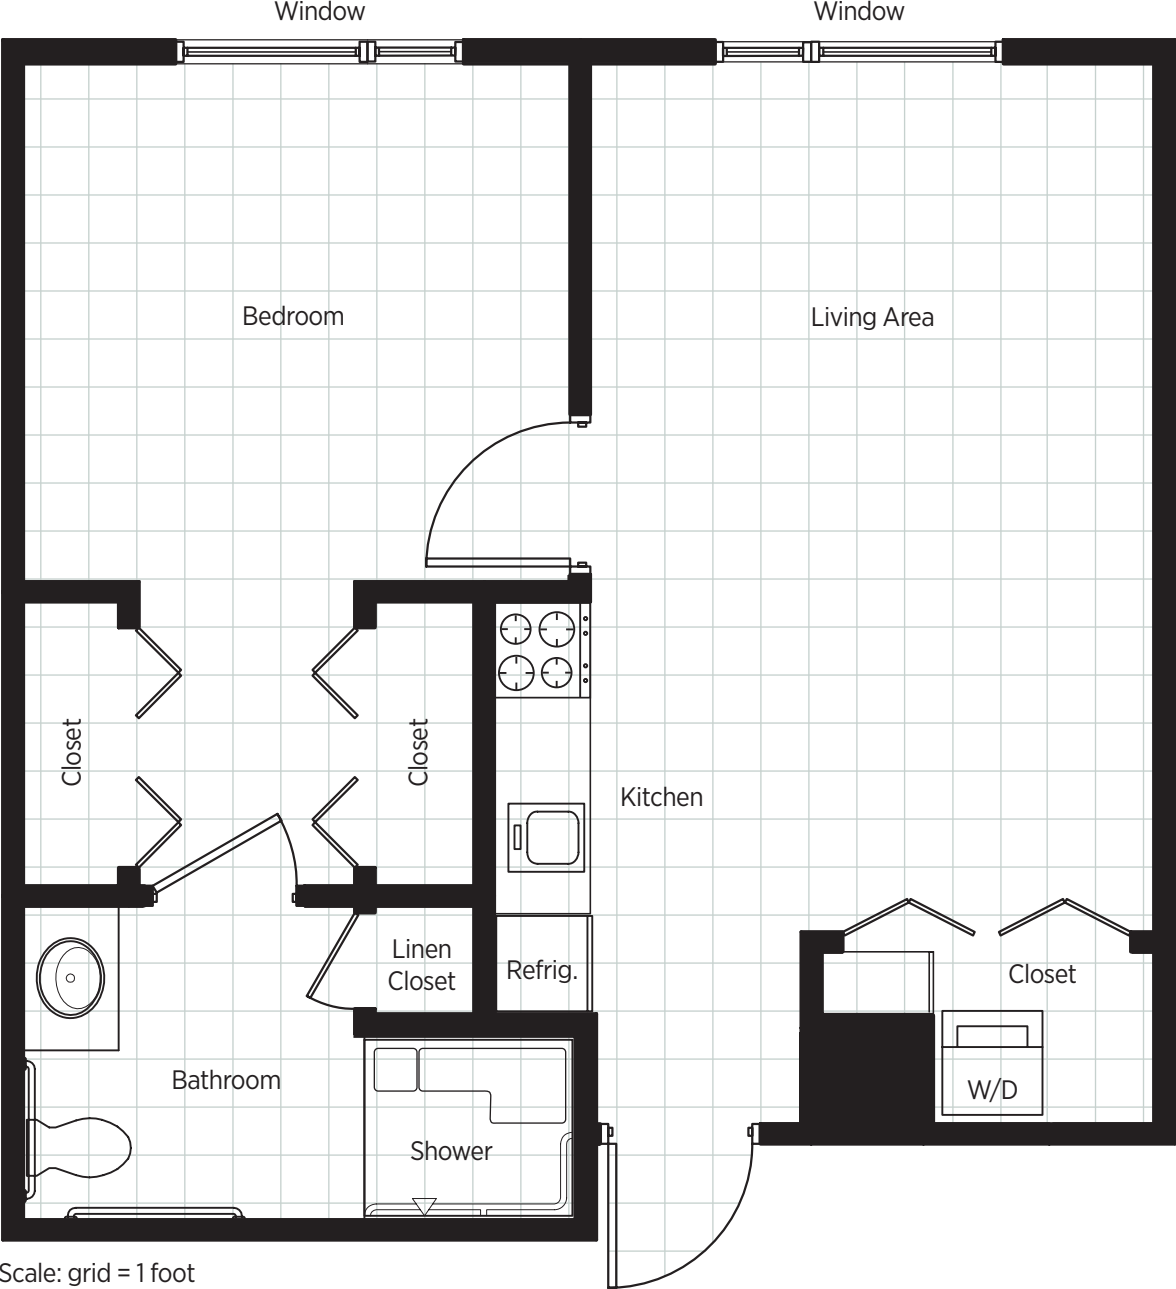 Window
Window
Bedroom
Living Area
Closet
Closet
Kitchen
Linen
Closet
Refrig.
Closet
Bathroom
W/D
Shower
Scale: grid = 1 foot